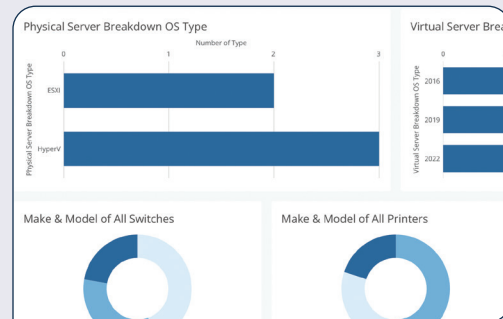 Physical Server Breakdown OS Type
Number of Type
0 1 2 3
Physical Server Breakdown OS Type
ESXI
HyperV
Virtual Server Brea
0
Virtual Server Breakdown OS Type
2016
2019
2022
Make & Model of All Switches
Make & Model of All Printers